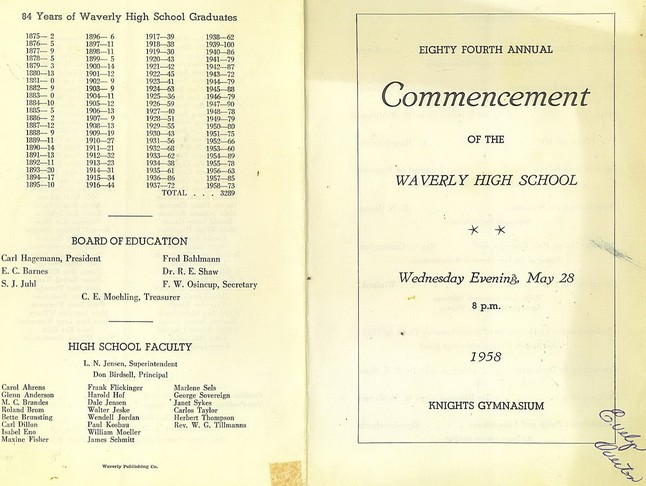 84 Years of Waverly High School Graduates
1875— 2 1896— 6 1917—39 1938—62
1876— 5 1897—11 1918—38 1939-100
1877— 9 1898—11 1919—30 1940—86
1878— 5 1899— 5 1920—43 1941—79
1879— 3 1900—14 1921—42 1942—87
1880—13 1901—12 1922—45 1943—72
1881— 0 1902— 9 1923—41 1944—79
1882— 9 1903— 9 1924—63 1945—88
1883— 0 1904—11 1925—36 1946—79
1884—10 1905—12 1926—59 1947—90
1885— 5 1906—13 1927—40 1948—78
1886— 2 1907— 9 1928—51 1949—79
1887—12 1908—13 1929—55 1950—80
1888— 9 1909—19 1930—43 1951—75
1889—11 1910—27 1931—56 1952—66
1890—14 1911—21 1932—68 1953—60
1891—13 1912—32 1933—62 1954—89
1892—11 1913—23 1934—38 1955—78
1893—20 1914—31 1935—61 1956—63
1894—17 1915—34 1936—86 1957—85
1895—10 1916—44 1937—72 1958—73
TOTAL . . . 3289
BOARD OF EDUCATION
Carl Hagemann, President Fred Bahlmann
E. C. Barnes Dr. R. E. Shaw
S. J. Juhl F. W. Osincup, Secretary
C. E. Moehling, Treasurer
HIGH SCHOOL FACULTY
L. N. Jensen, Superintendent
Don Birdsell, Principal
Carol Ahrens Frank Flickinger Marlene Sels
Glenn Anderson Harold Hof George Sovereign
M. C. Brandes Dale Jensen Janet Sykes
Roland Brom Walter Jeske Carlos Taylor
Bette Brunsting Wendell Jordan Herbert Thompson
Carl Dillon Paul Kosbau Rev. W. G. Tillmanns
Isabel Eno William Moeller
Maxine Fisher James Schmitt
Waverly Publishing Co.
EIGHTY FOURTH ANNUAL
Commencement
OF THE
WAVERLY HIGH SCHOOL
Wednesday Evening, May 28
8 p.m.
1958
KNIGHTS GYMNASIUM
Evelyn